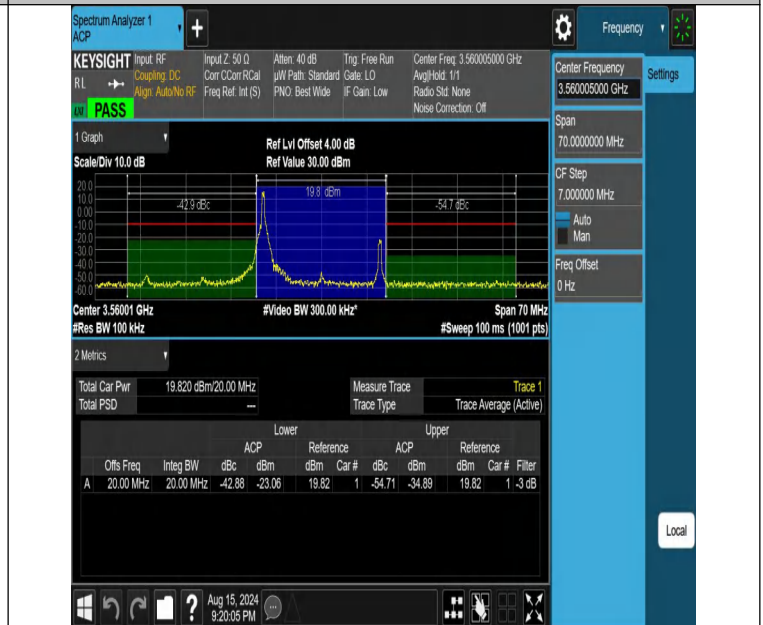 Spectrum Analyzer 1
ACP
+
Frequency
KEYSIGHT
Input: RF
Input Z: 50 Ω
Atten: 40 dB
Trig: Free Run
Center Freq: 3.560005000 GHz
RL
Coupling: DC
Corr CCorr RCal
µW Path: Standard
Gate: LO
Avg|Hold: 1/1
Align: Auto/No RF
Freq Ref: Int (S)
PNO: Best Wide
IF Gain: Low
Radio Std: None
PASS
Noise Correction: Off
Center Frequency
3.560005000 GHz
Settings
Span
70.0000000 MHz
CF Step
7.000000 MHz
Auto
Man
Freq Offset
0 Hz
1 Graph
Ref Lvl Offset 4.00 dB
Scale/Div 10.0 dB
Ref Value 30.00 dBm
20.0
10.0
0.00
-10.0
-20.0
-30.0
-40.0
-50.0
-60.0
-42.9 dBc
19.8 dBm
-54.7 dBc
Center 3.56001 GHz
#Video BW 300.00 kHz*
Span 70 MHz
#Res BW 100 kHz
#Sweep 100 ms (1001 pts)
2 Metrics
Total Car Pwr 19.820 dBm/20.00 MHz
Measure Trace Trace 1
Total PSD ---
Trace Type Trace Average (Active)
Lower Upper
ACP Reference ACP Reference
Offs Freq Integ BW dBc dBm dBm Car # dBc dBm dBm Car # Filter
A 20.00 MHz 20.00 MHz -42.88 -23.06 19.82 1 -54.71 -34.89 19.82 1 -3 dB
Local
?
Aug 15, 2024
9:20:05 PM